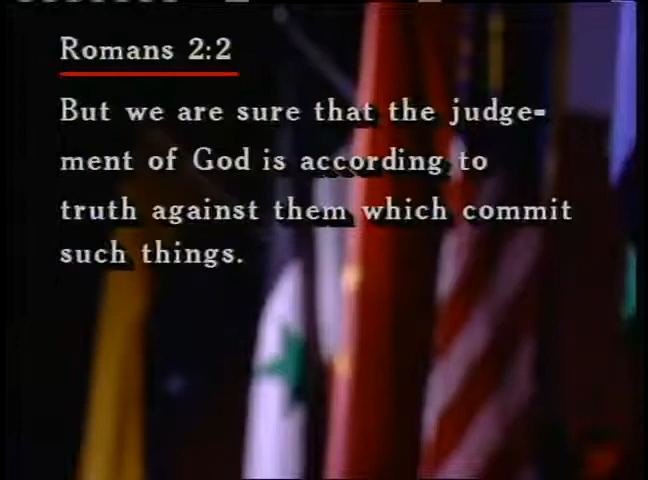 Romans 2:2
But we are sure that the judge-
ment of God is according to
truth against them which commit
such things.